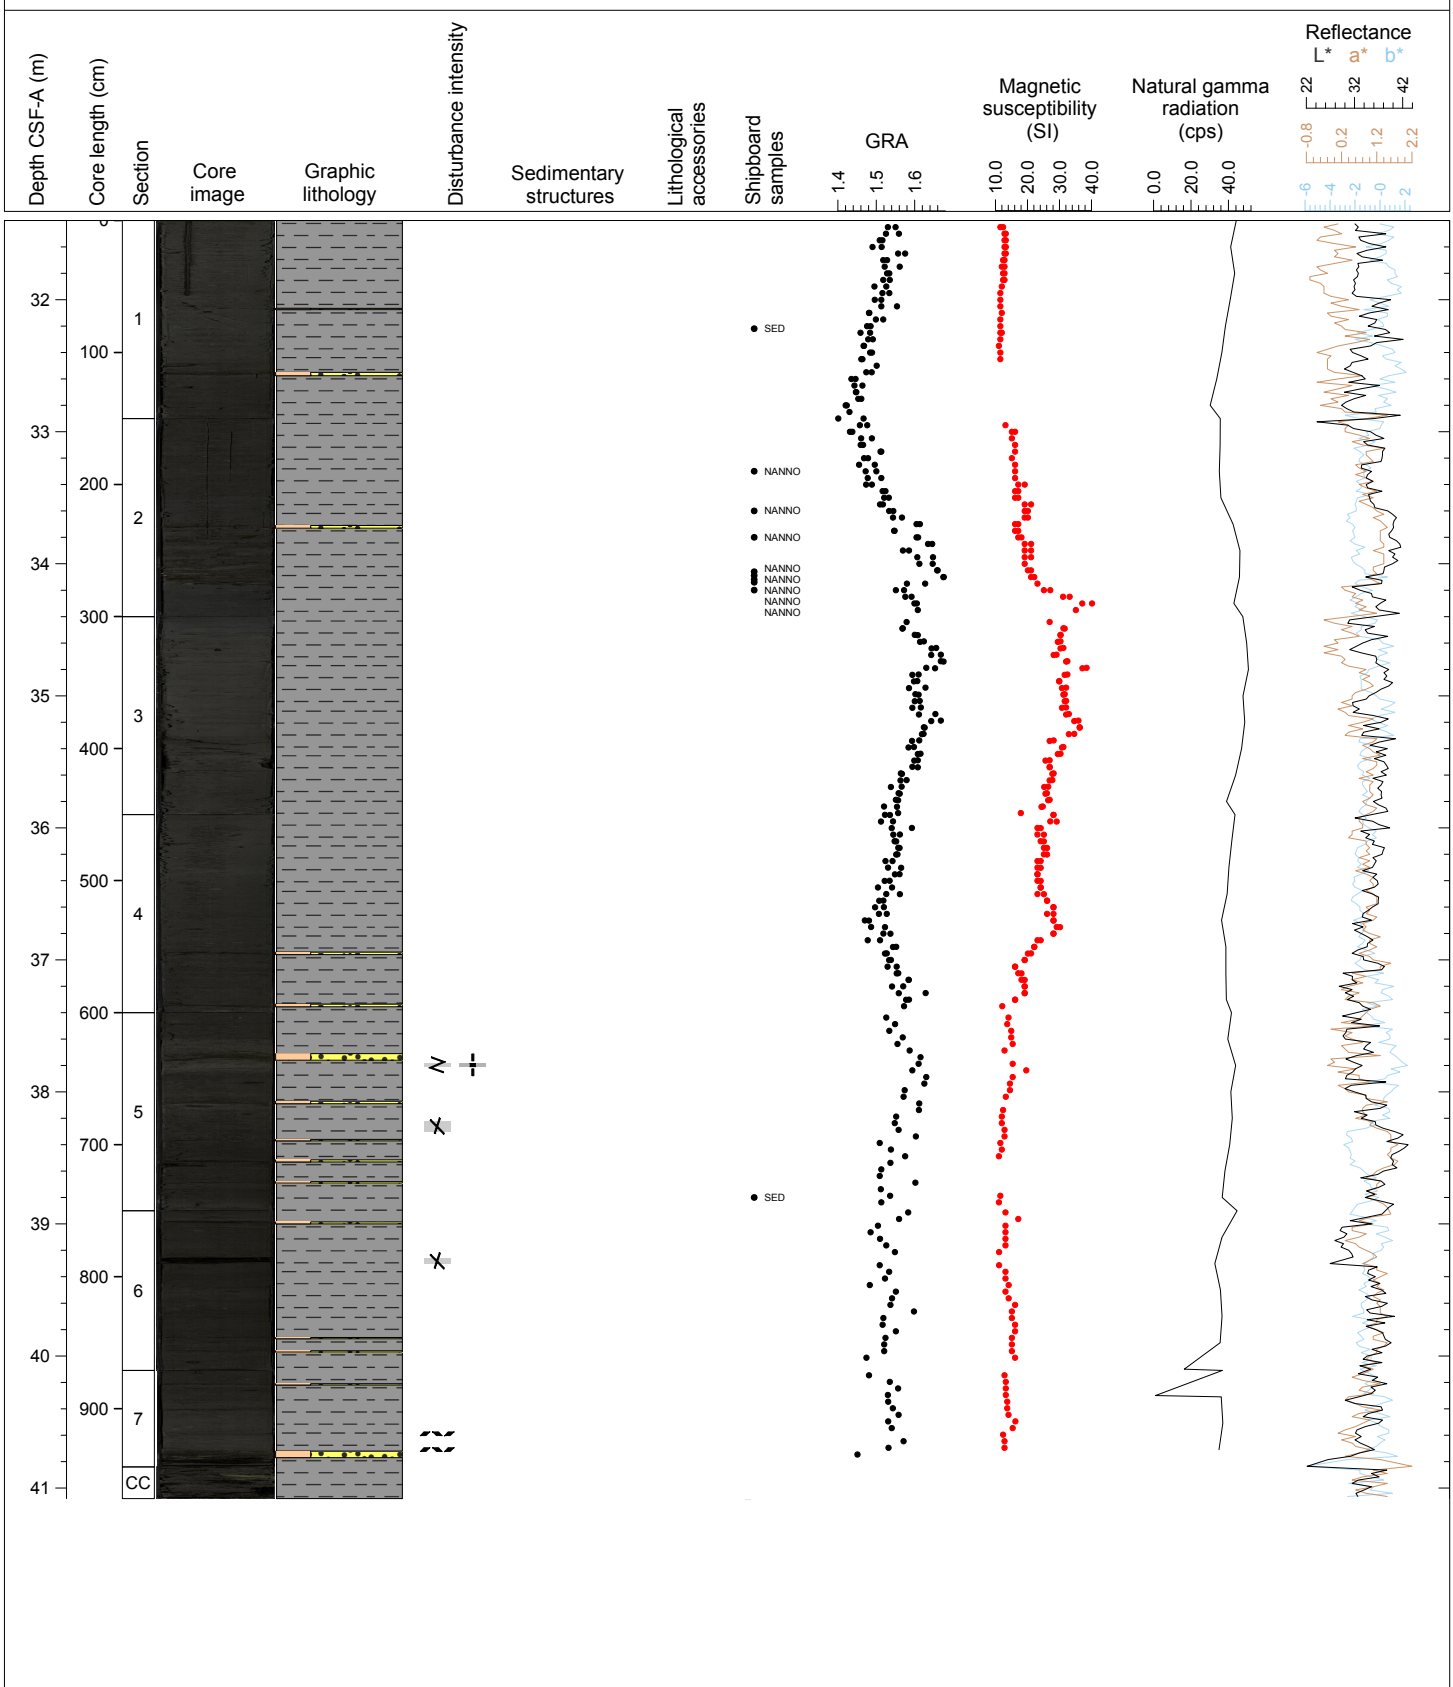 Depth CSF-A (m)
Core length (cm)
Section
Core
image
Graphic
lithology
Disturbance intensity
Sedimentary
structures
Lithological
accessories
Shipboard
samples
GRA
1.4 1.5 1.6
Magnetic
susceptibility
(SI)
10.0 20.0 30.0 40.0
Natural gamma
radiation
(cps)
0.0 20.0 40.0
Reflectance
L* a* b*
22 32 42
-0.8 0.2 1.2 2.2
-6 -4 -2 -0 2
0
32
1
SED
100
33
NANNO
200
NANNO
2
NANNO
34
NANNO
NANNO
NANNO
NANNO
NANNO
300
35
3
400
36
500
4
37
600
38
5
700
SED
39
800
6
40
900
7
CC
41